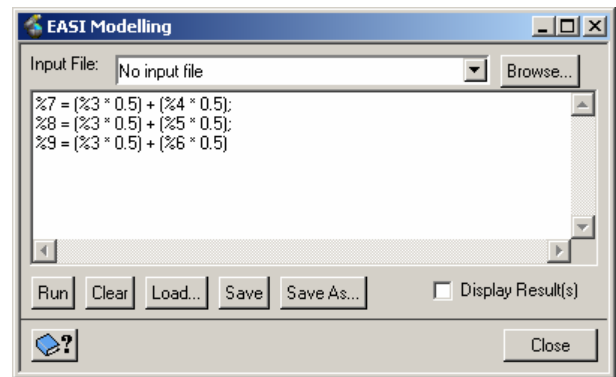 EASI Modelling
Input File: No input file Browse...
%7 = (%3 * 0.5) + (%4 * 0.5);
%8 = (%3 * 0.5) + (%5 * 0.5);
%9 = (%3 * 0.5) + (%6 * 0.5)
Run Clear Load... Save Save As... Display Result(s)
? Close